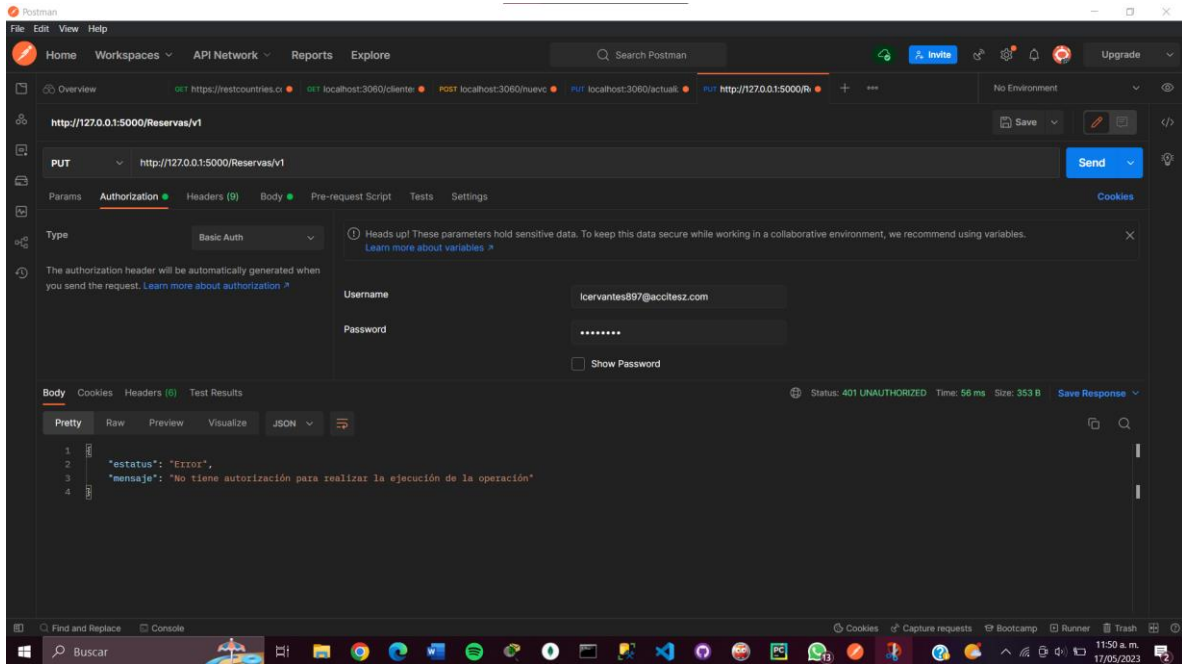 Postman
File Edit View Help
Home Workspaces API Network Reports Explore Search Postman Invite Upgrade
Overview GET https://restcountries.c GET localhost:3060/cliente: POST localhost:3060/nuevc PUT localhost:3060/actuali: PUT http://127.0.0.1:5000/R No Environment
http://127.0.0.1:5000/Reservas/v1 Save
PUT http://127.0.0.1:5000/Reservas/v1 Send
Params Authorization Headers (9) Body Pre-request Script Tests Settings Cookies
Type Basic Auth
Heads up! These parameters hold sensitive data. To keep this data secure while working in a collaborative environment, we recommend using variables.
Learn more about variables
The authorization header will be automatically generated when
you send the request. Learn more about authorization
Username lcervantes897@accitesz.com
Password ••••••••
Show Password
Body Cookies Headers (6) Test Results Status: 401 UNAUTHORIZED Time: 56 ms Size: 353 B Save Response
Pretty Raw Preview Visualize JSON
1 {
2 "estatus": "Error",
3 "mensaje": "No tiene autorización para realizar la ejecución de la operación"
4 }
Find and Replace Console Cookies Capture requests Bootcamp Runner Trash
Buscar 11:50 a. m.
17/05/2023